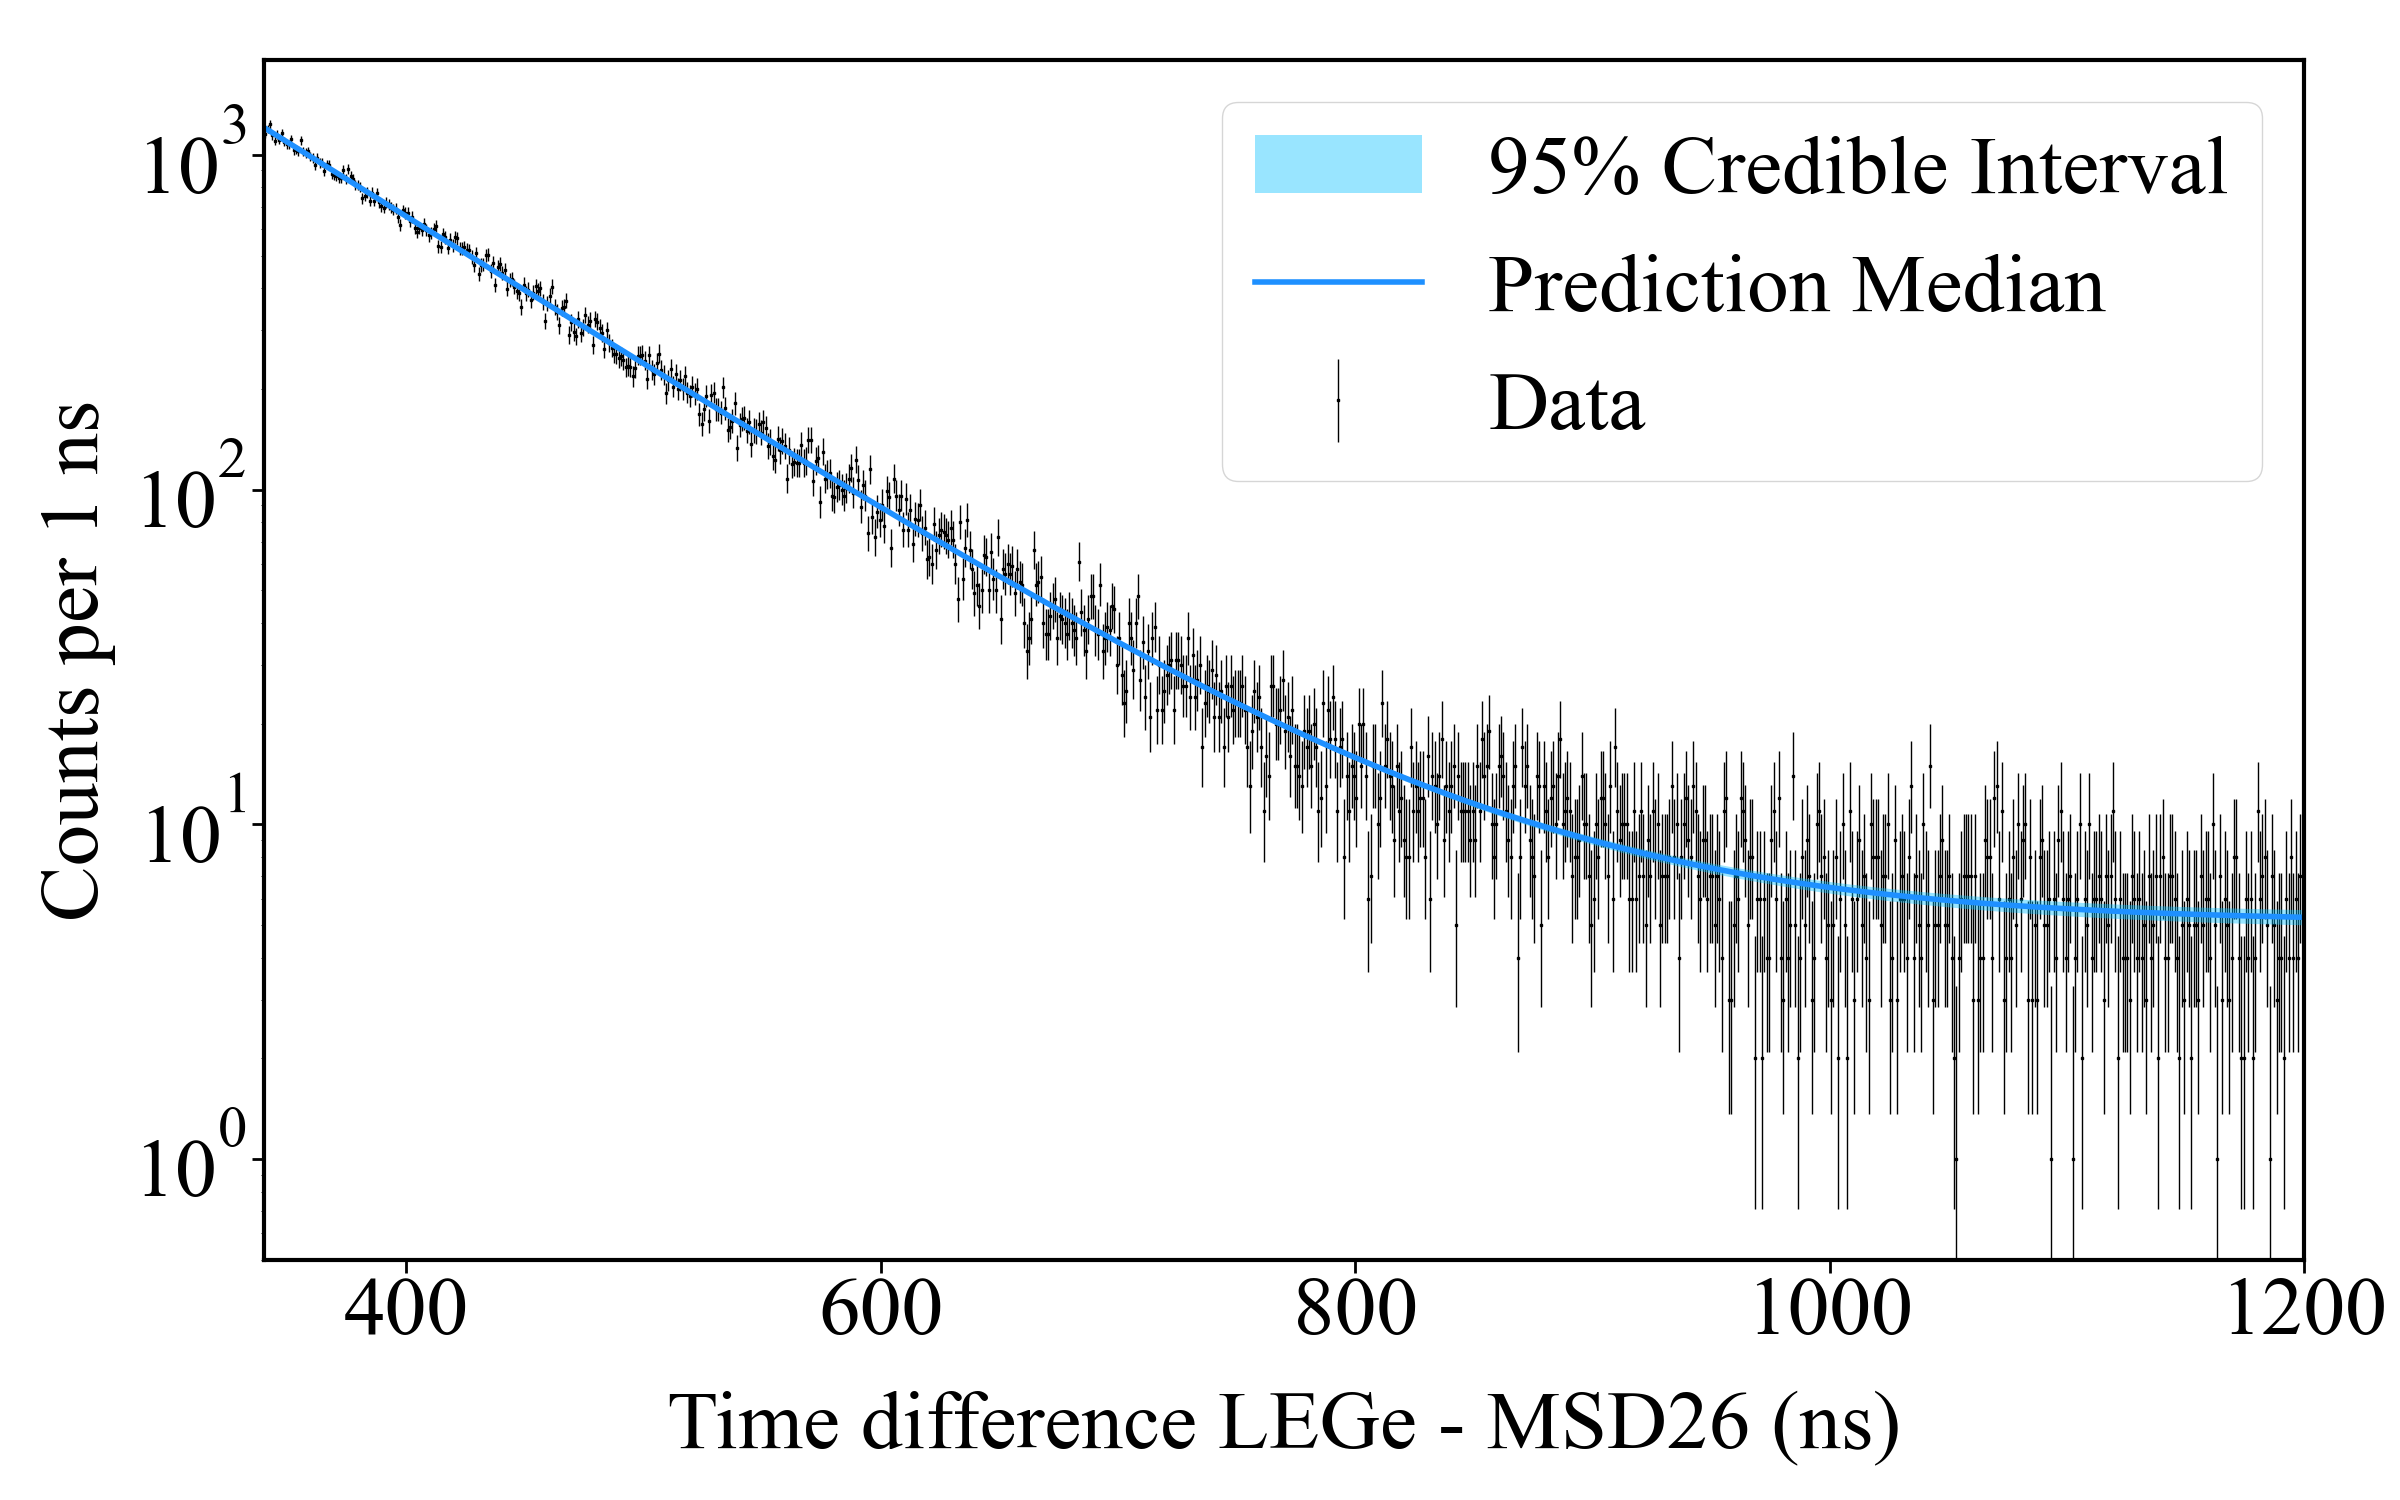 95% Credible Interval
Prediction Median
Data
Counts per 1 ns
10^3
10^2
10^1
10^0
400 600 800 1000 1200
Time difference LEGe - MSD26 (ns)